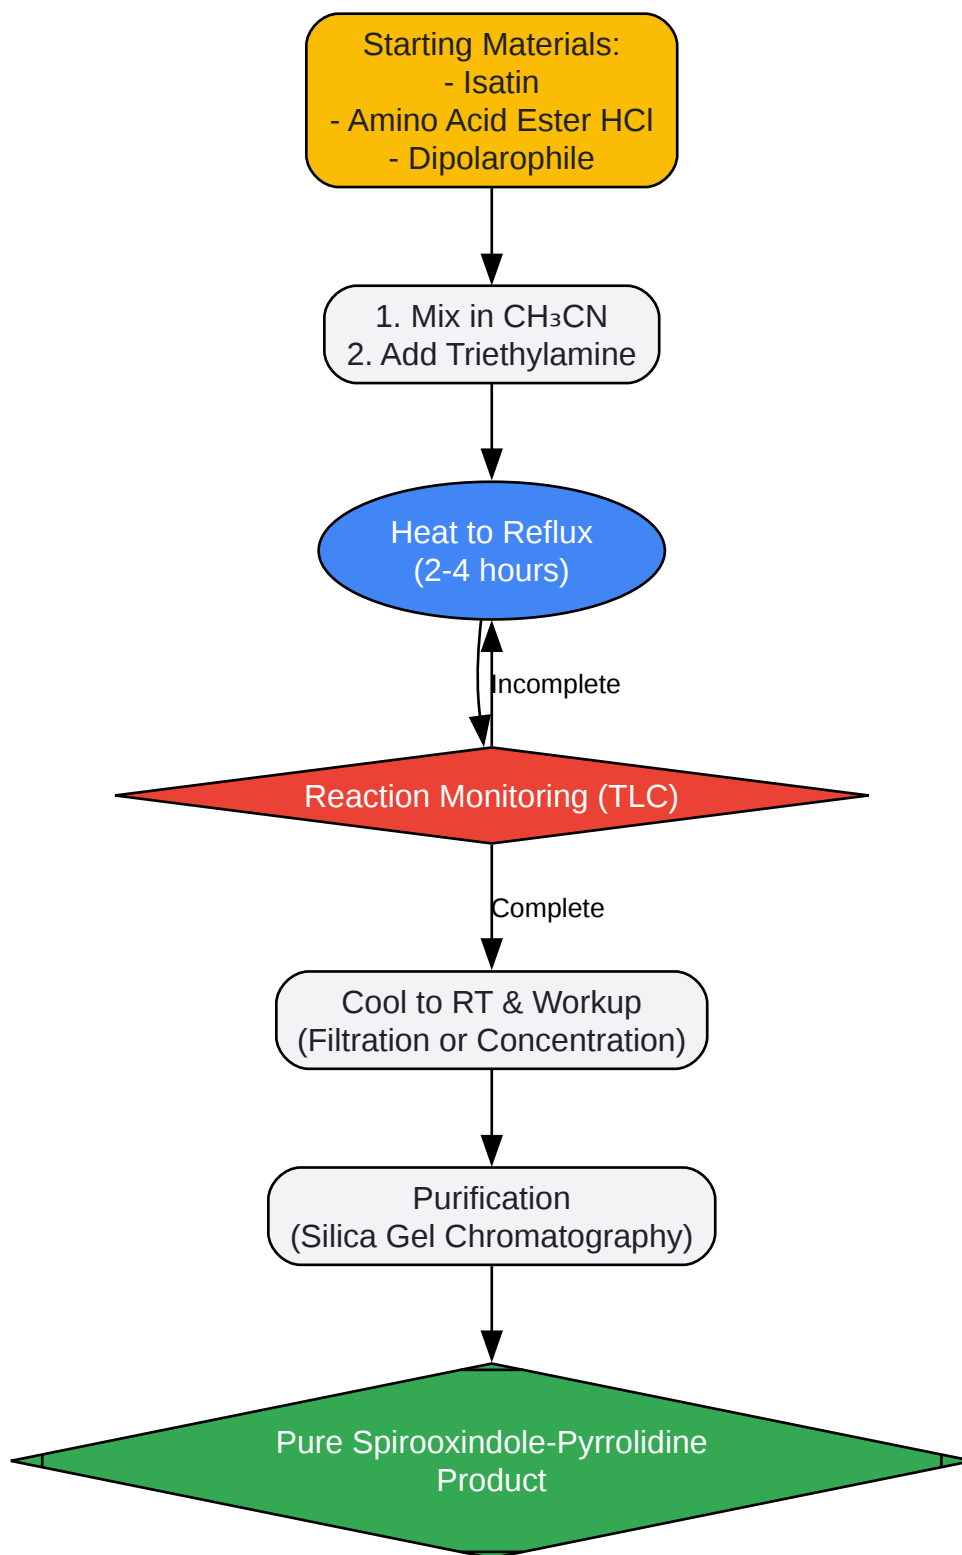 Starting Materials:
- Isatin
- Amino Acid Ester HCl
- Dipolarophile
1. Mix in CH₃CN
2. Add Triethylamine
Heat to Reflux
(2-4 hours)
Incomplete
Reaction Monitoring (TLC)
Complete
Cool to RT & Workup
(Filtration or Concentration)
Purification
(Silica Gel Chromatography)
Pure Spirooxindole-Pyrrolidine
Product